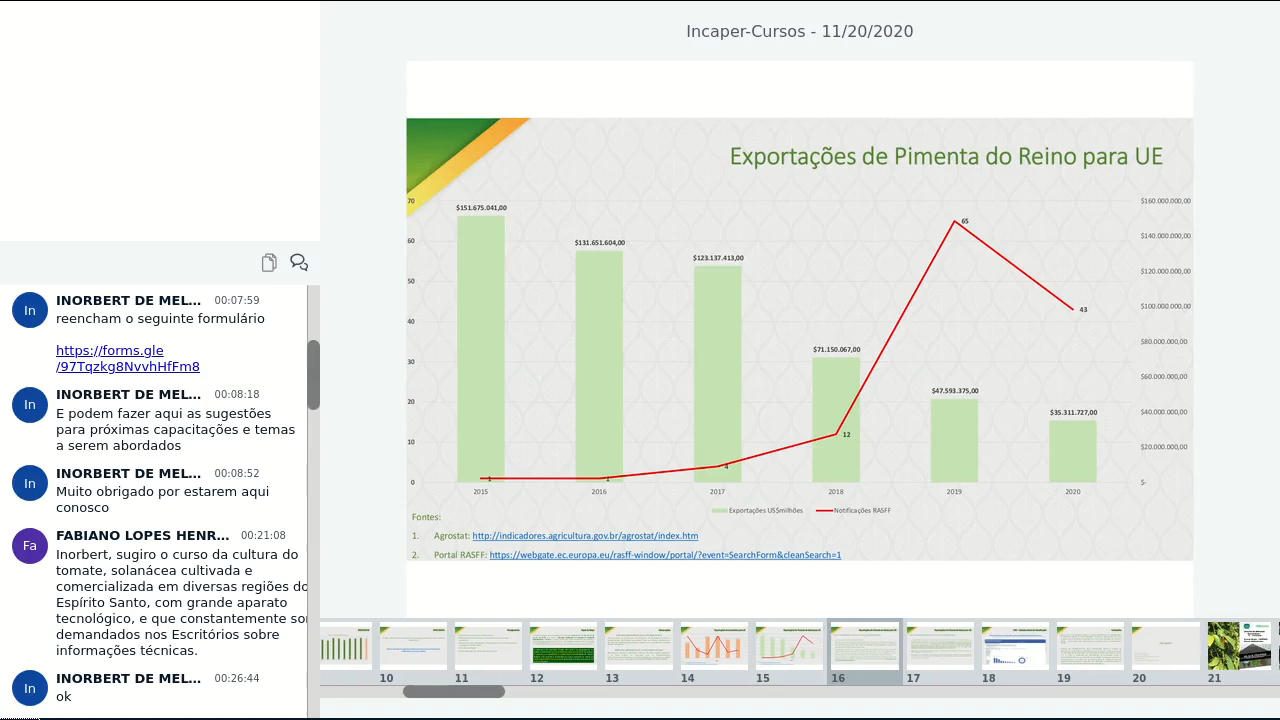 Incaper-Cursos - 11/20/2020
In
INORBERT DE MEL... 00:07:59
reencham o seguinte formulário
https://forms.gle
/97Tqzkg8NvvhHfFm8
In
INORBERT DE MEL... 00:08:18
E podem fazer aqui as sugestões
para próximas capacitações e temas
a serem abordados
In
INORBERT DE MEL... 00:08:52
Muito obrigado por estarem aqui
conosco
Fa
FABIANO LOPES HENR... 00:21:08
Inorbert, sugiro o curso da cultura do
tomate, solanácea cultivada e
comercializada em diversas regiões do
Espírito Santo, com grande aparato
tecnológico, e que constantemente so
demandados nos Escritórios sobre
informações técnicas.
In
INORBERT DE MEL... 00:26:44
ok
Exportações de Pimenta do Reino para UE
70
60
50
40
30
20
10
0
$151.675.041,00
$131.651.604,00
$123.137.413,00
$71.150.067,00
$47.593.375,00
$35.311.727,00
1
1
4
12
65
43
$160.000.000,00
$140.000.000,00
$120.000.000,00
$100.000.000,00
$80.000.000,00
$60.000.000,00
$40.000.000,00
$20.000.000,00
$-
2015 2016 2017 2018 2019 2020
Exportações US$milhões Notificações RASFF
Fontes:
1. Agrostat: http://indicadores.agricultura.gov.br/agrostat/index.htm
2. Portal RASFF: https://webgate.ec.europa.eu/rasff-window/portal/?event=SearchForm&cleanSearch=1
10 11 12 13 14 15 16 17 18 19 20 21